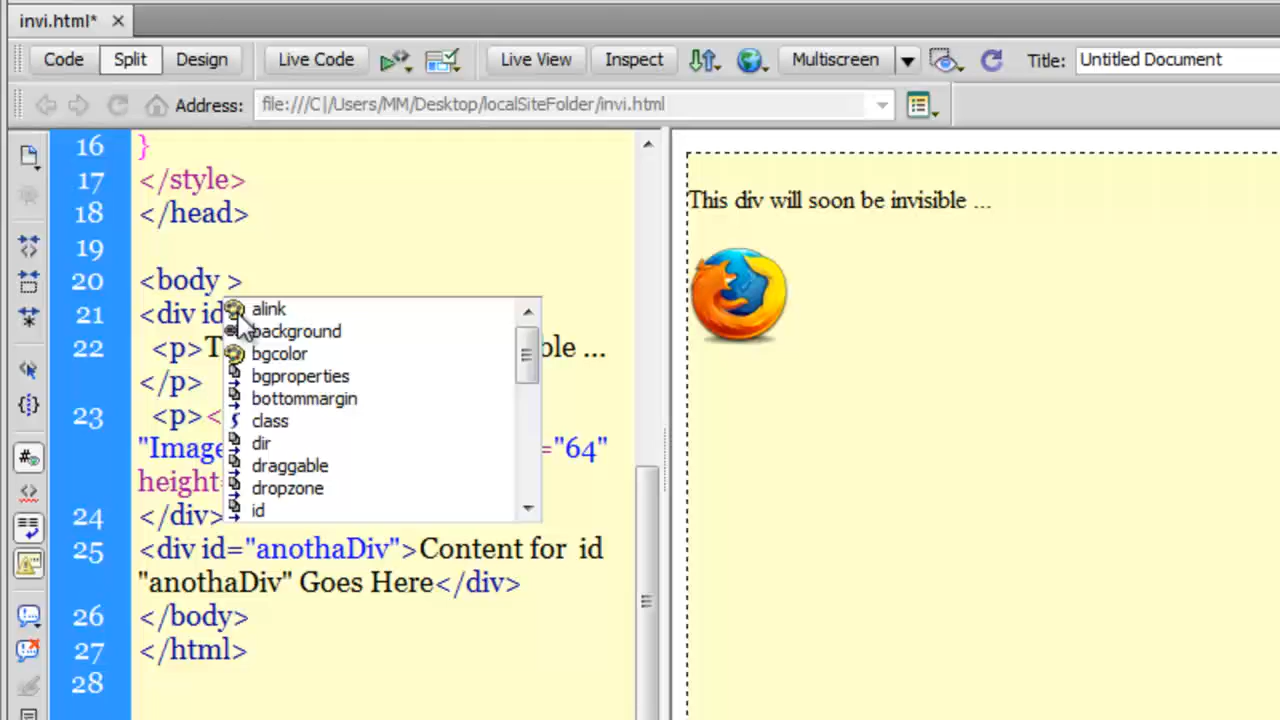 invi.html*
Code Split Design Live Code Live View Inspect Multiscreen Title: Untitled Document
Address: file:///C|/Users/MM/Desktop/localSiteFolder/invi.html
16 }
17 </style>
18 </head>
19
20 <body >
21 <div id
22 <p>T ble ...
</p>
23 <p><
"Image ="64"
height=
24 </div>
25 <div id="anothaDiv">Content for id
"anothaDiv" Goes Here</div>
26 </body>
27 </html>
28
alink
background
bgcolor
bgproperties
bottommargin
class
dir
draggable
dropzone
id
This div will soon be invisible ...